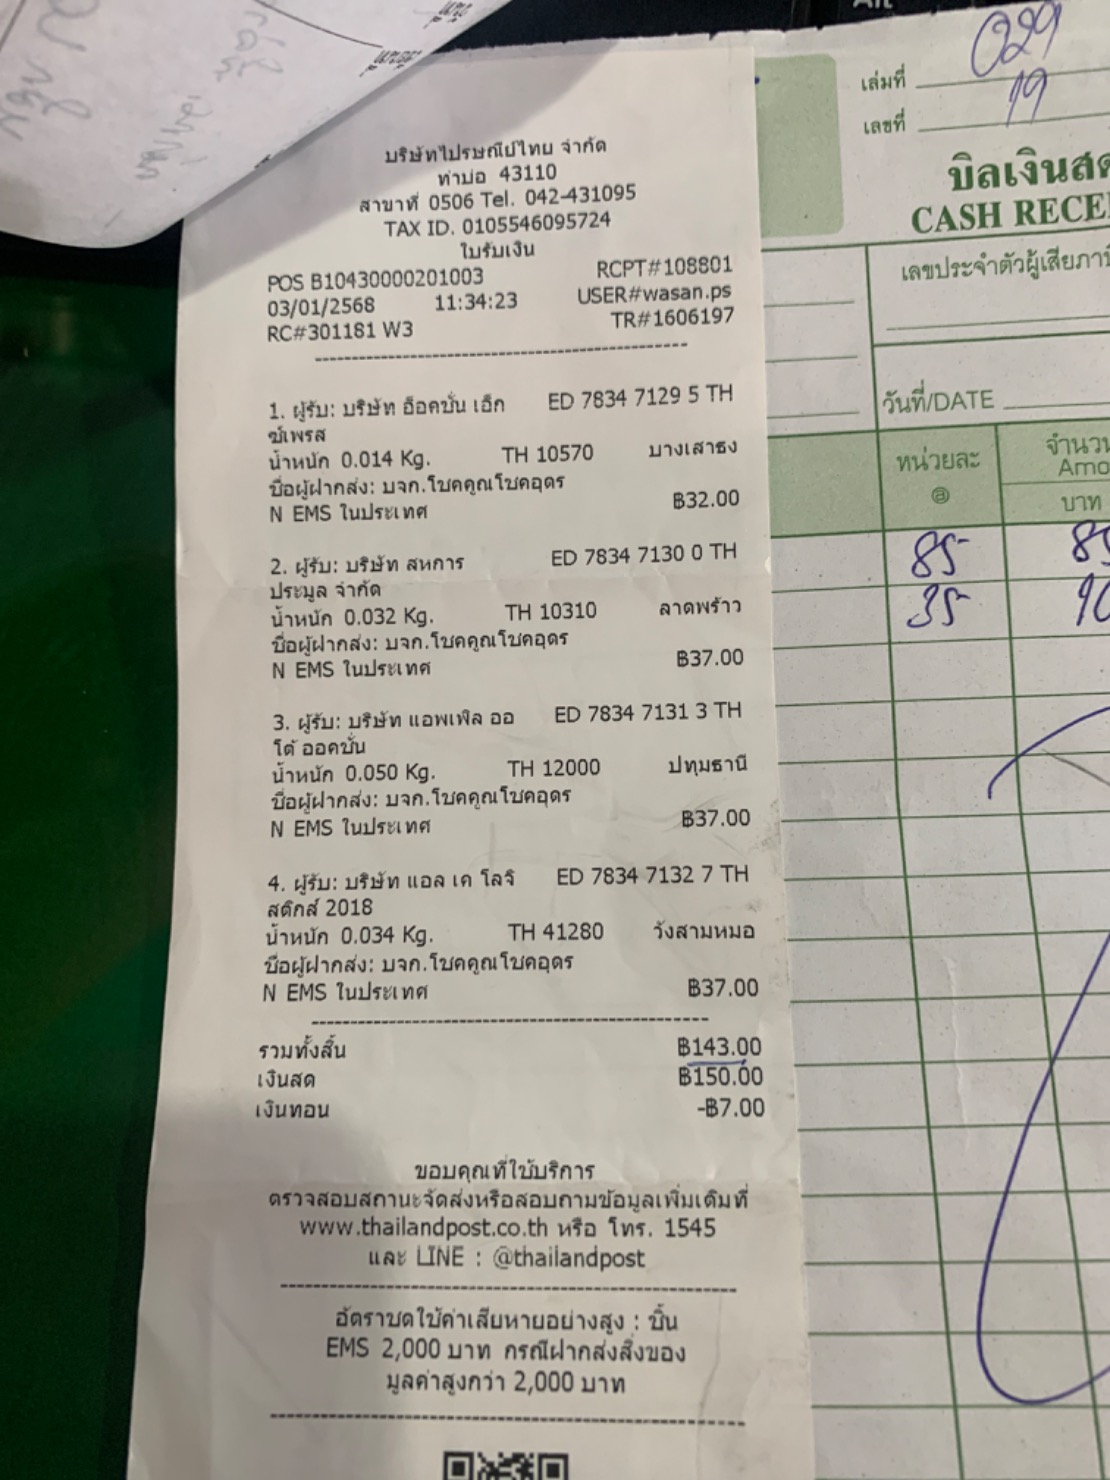 บริษัทไปรษณีย์ไทย จำกัด
ท่าบ่อ 43110
สาขาที่ 0506 Tel. 042-431095
TAX ID. 0105546095724
ใบรับเงิน
POS B10430000201003 RCPT#108801
03/01/2568 11:34:23 USER#wasan.ps
RC#301181 W3 TR#1606197
1. ผู้รับ: บริษัท อ็อคชั่น เอ็ก ED 7834 7129 5 TH
ซ์เพรส
น้ำหนัก 0.014 Kg. TH 10570 บางเสาธง
ชื่อผู้ฝากส่ง: บจก.โชคคูณโชคอุดร
N EMS ในประเทศ ฿32.00
2. ผู้รับ: บริษัท สหการ ED 7834 7130 0 TH
ประมูล จำกัด
น้ำหนัก 0.032 Kg. TH 10310 ลาดพร้าว
ชื่อผู้ฝากส่ง: บจก.โชคคูณโชคอุดร
N EMS ในประเทศ ฿37.00
3. ผู้รับ: บริษัท แอพเพิล ออ ED 7834 7131 3 TH
โต้ ออคชั่น
น้ำหนัก 0.050 Kg. TH 12000 ปทุมธานี
ชื่อผู้ฝากส่ง: บจก.โชคคูณโชคอุดร
N EMS ในประเทศ ฿37.00
4. ผู้รับ: บริษัท แอล เค โลจิ ED 7834 7132 7 TH
สติกส์ 2018
น้ำหนัก 0.034 Kg. TH 41280 วังสามหมอ
ชื่อผู้ฝากส่ง: บจก.โชคคูณโชคอุดร
N EMS ในประเทศ ฿37.00
รวมทั้งสิ้น ฿143.00
เงินสด ฿150.00
เงินทอน -฿7.00
ขอบคุณที่ใช้บริการ
ตรวจสอบสถานะจัดส่งหรือสอบถามข้อมูลเพิ่มเติมที่
www.thailandpost.co.th หรือ โทร. 1545
และ LINE : @thailandpost
อัตราชดใช้ค่าเสียหายอย่างสูง : ชิ้น
EMS 2,000 บาท กรณีฝากส่งสิ่งของ
มูลค่าสูงกว่า 2,000 บาท
เล่มที่ 029
เลขที่ 19
บิลเงินสด
CASH RECE
เลขประจำตัวผู้เสียภาษี
วันที่/DATE
หน่วยละ จำนวน
@ Amo
บาท
85-
35-